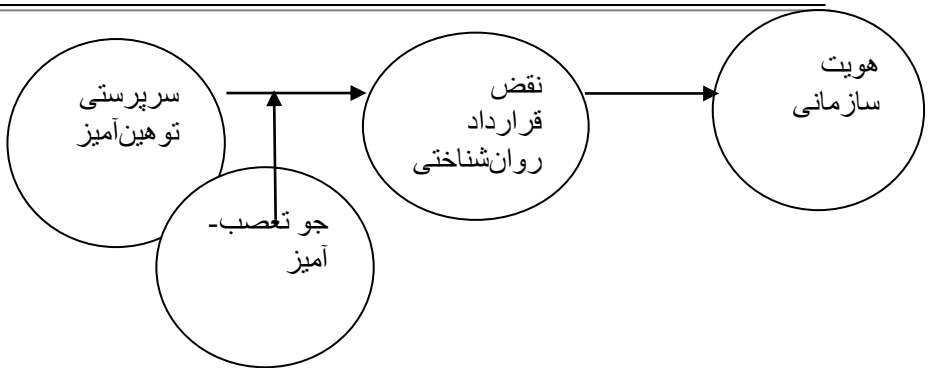 سرپرستی
توهین‌آمیز
نقض
قرارداد
روان‌شناختی
هویت
سازمانی
جو تعصب-
آمیز